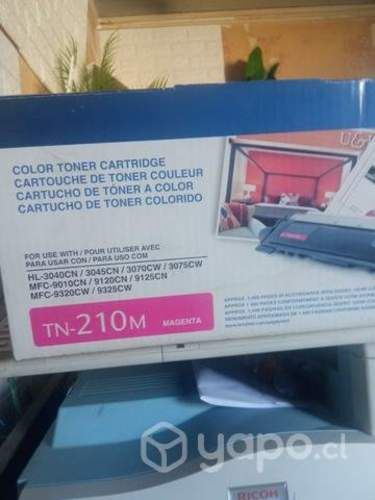 COLOR TONER CARTRIDGE
CARTOUCHE DE TONER COULEUR
CARTUCHO DE TÓNER A COLOR
CARTUCHO DE TONER COLORIDO
FOR USE WITH / POUR UTILISER AVEC
PARA USAR CON / PARA USO COM
HL-3040CN / 3045CN / 3070CW / 3075CW
MFC-9010CN / 9120CN / 9125CN
MFC-9320CW / 9325CW
TN-210M MAGENTA
yapo.cl
RICOH